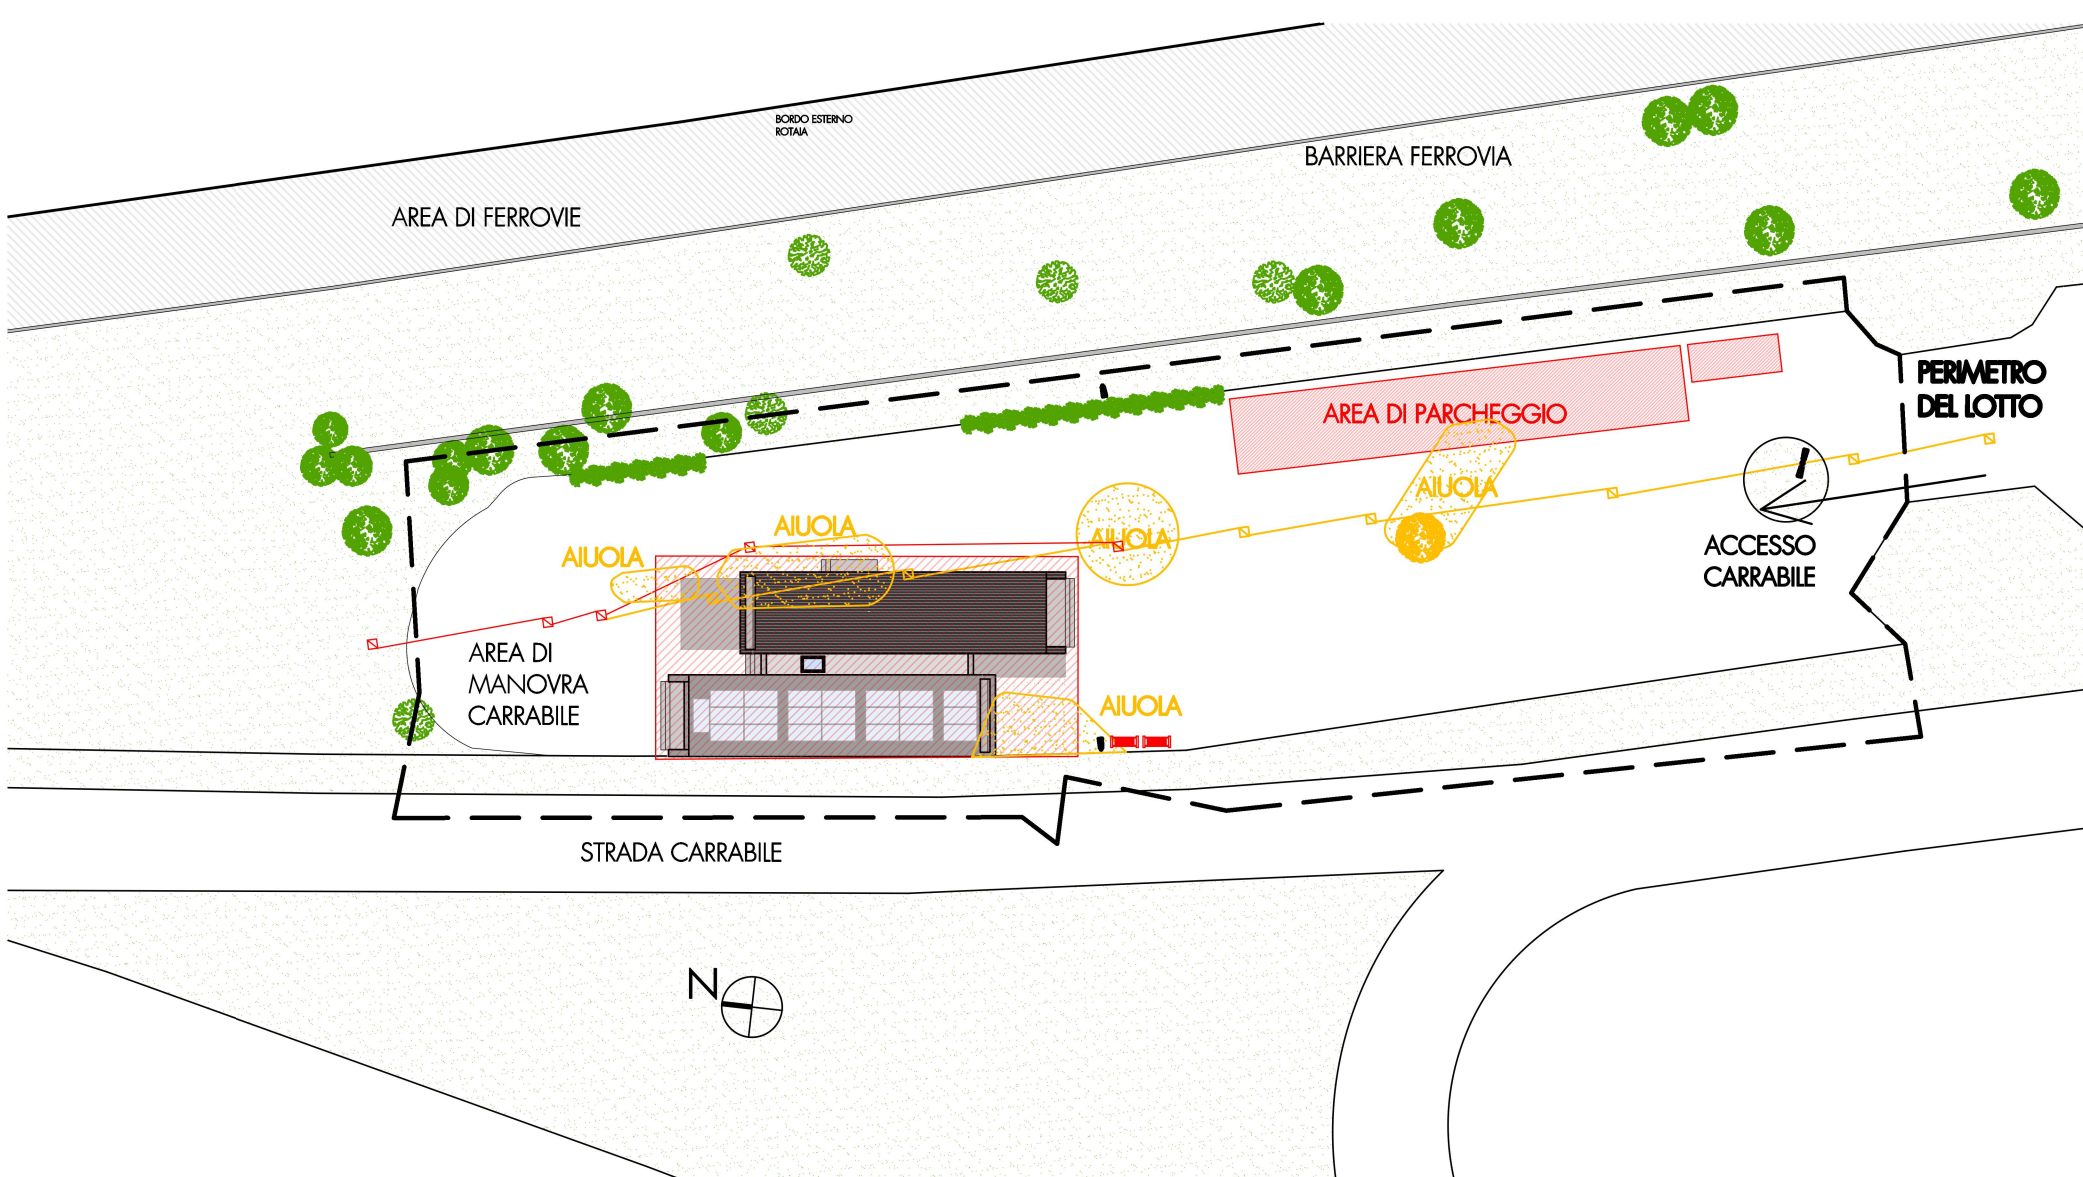 BORDO ESTERNO
ROTAIA
BARRIERA FERROVIA
AREA DI FERROVIE
PERIMETRO
DEL LOTTO
AREA DI PARCHEGGIO
AIUOLA
AIUOLA
AIUOLA
AIUOLA
ACCESSO
CARRABILE
AREA DI
MANOVRA
CARRABILE
AIUOLA
STRADA CARRABILE
N